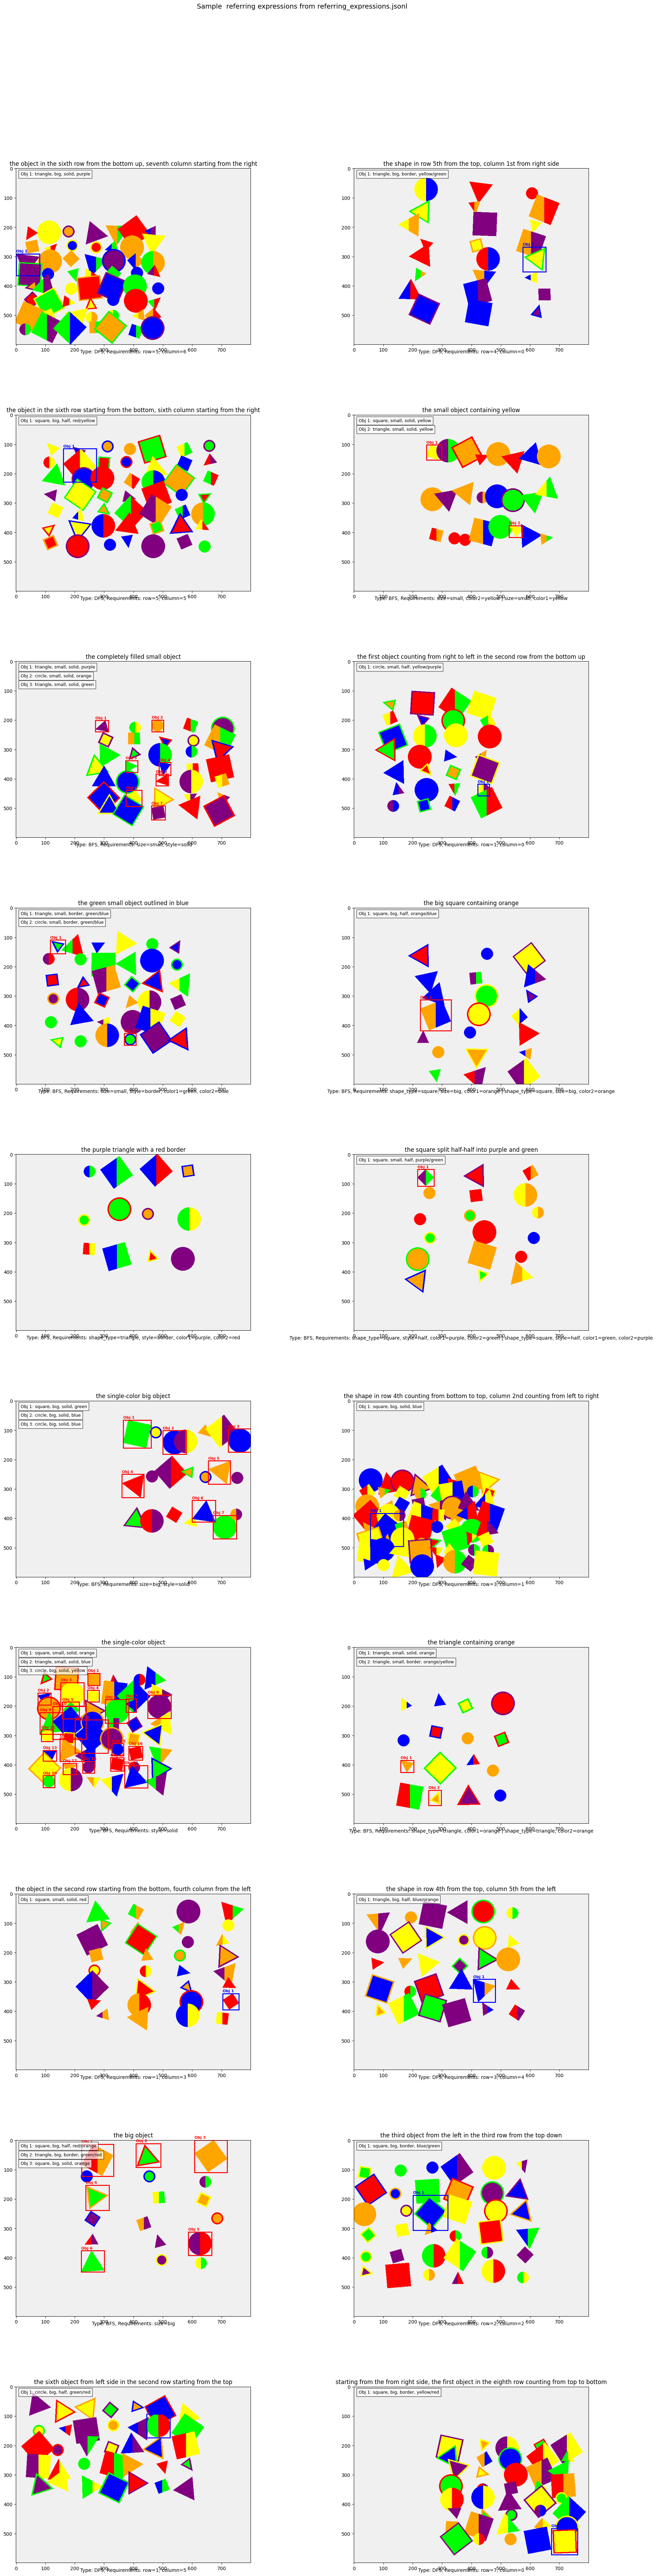 Sample  referring expressions from referring_expressions.jsonl
the object in the sixth row from the bottom up, seventh column starting from the right
Obj 1: triangle, big, solid, purple
Type: DFS, Requirements: row=5, column=6
the shape in row 5th from the top, column 1st from right side
Obj 1: triangle, big, border, yellow/green
Type: DFS, Requirements: row=4, column=0
the object in the sixth row starting from the bottom, sixth column starting from the right
Obj 1: square, big, half, red/yellow
Type: DFS, Requirements: row=5, column=5
the small object containing yellow
Obj 1: square, small, solid, yellow
Obj 2: triangle, small, solid, yellow
Type: BFS, Requirements: size=small, color2=yellow | size=small, color1=yellow
the completely filled small object
Obj 1: triangle, small, solid, purple
Obj 2: circle, small, solid, orange
Obj 3: triangle, small, solid, green
Type: BFS, Requirements: size=small, style=solid
the first object counting from right to left in the second row from the bottom up
Obj 1: circle, small, half, yellow/purple
Type: DFS, Requirements: row=1, column=0
the green small object outlined in blue
Obj 1: triangle, small, border, green/blue
Obj 2: circle, small, border, green/blue
Type: BFS, Requirements: size=small, style=border, color1=green, color2=blue
the big square containing orange
Obj 1: square, big, half, orange/blue
Type: BFS, Requirements: shape_type=square, size=big, color1=orange | shape_type=square, size=big, color2=orange
the purple triangle with a red border
Type: BFS, Requirements: shape_type=triangle, style=border, color1=purple, color2=red
the square split half-half into purple and green
Obj 1: square, small, half, purple/green
Type: BFS, Requirements: shape_type=square, style=half, color1=purple, color2=green | shape_type=square, style=half, color1=green, color2=purple
the single-color big object
Obj 1: square, big, solid, green
Obj 2: circle, big, solid, blue
Obj 3: circle, big, solid, blue
Type: BFS, Requirements: size=big, style=solid
the shape in row 4th counting from bottom to top, column 2nd counting from left to right
Obj 1: square, big, solid, blue
Type: DFS, Requirements: row=3, column=1
the single-color object
Obj 1: square, small, solid, orange
Obj 2: triangle, small, solid, blue
Obj 3: circle, big, solid, yellow
Type: BFS, Requirements: style=solid
the triangle containing orange
Obj 1: triangle, small, solid, orange
Obj 2: triangle, small, border, orange/yellow
Type: BFS, Requirements: shape_type=triangle, color1=orange | shape_type=triangle, color2=orange
the object in the second row starting from the bottom, fourth column from the left
Obj 1: square, small, solid, red
Type: DFS, Requirements: row=1, column=3
the shape in row 4th from the top, column 5th from the left
Obj 1: triangle, big, half, blue/orange
Type: DFS, Requirements: row=3, column=4
the big object
Obj 1: square, big, half, red/orange
Obj 2: triangle, big, border, green/red
Obj 3: square, big, solid, orange
Type: BFS, Requirements: size=big
the third object from the left in the third row from the top down
Obj 1: square, big, border, blue/green
Type: DFS, Requirements: row=2, column=2
the sixth object from left side in the second row starting from the top
Obj 1: circle, big, half, green/red
Type: DFS, Requirements: row=1, column=5
starting from the from right side, the first object in the eighth row counting from top to bottom
Obj 1: square, big, border, yellow/red
Type: DFS, Requirements: row=7, column=0